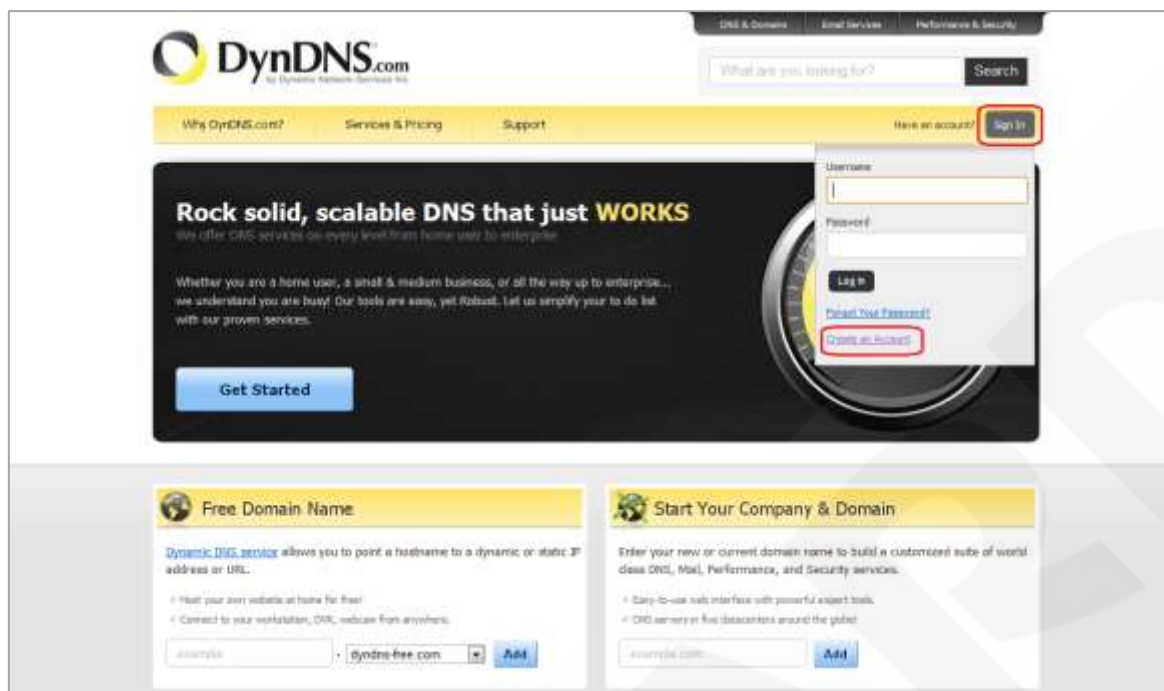 DNS & Domains Email Services Performance & Security
DynDNS.com
by Dynamic Network Services Inc.
What are you looking for? Search
Why DynDNS.com? Services & Pricing Support Have an account? Sign In
Username
Rock solid, scalable DNS that just WORKS
We offer DNS services on every level from home user to enterprise
Password
Whether you are a home user, a small & medium business, or all the way up to enterprise...
we understand you are busy! Our tools are easy, yet Robust. Let us simplify your to do list
with our proven services.
Log in
Forgot Your Password?
Create an Account
Get Started
Free Domain Name
Dynamic DNS service allows you to point a hostname to a dynamic or static IP
address or URL.
Host your own website at home for free!
Connect to your workstation, DVR, webcam from anywhere.
example . dyndns-free.com Add
Start Your Company & Domain
Enter your new or current domain name to build a customized suite of world
class DNS, Mail, Performance, and Security services.
Easy-to-use web interface with powerful expert tools.
DNS servers in five datacenters around the globe!
example.com Add